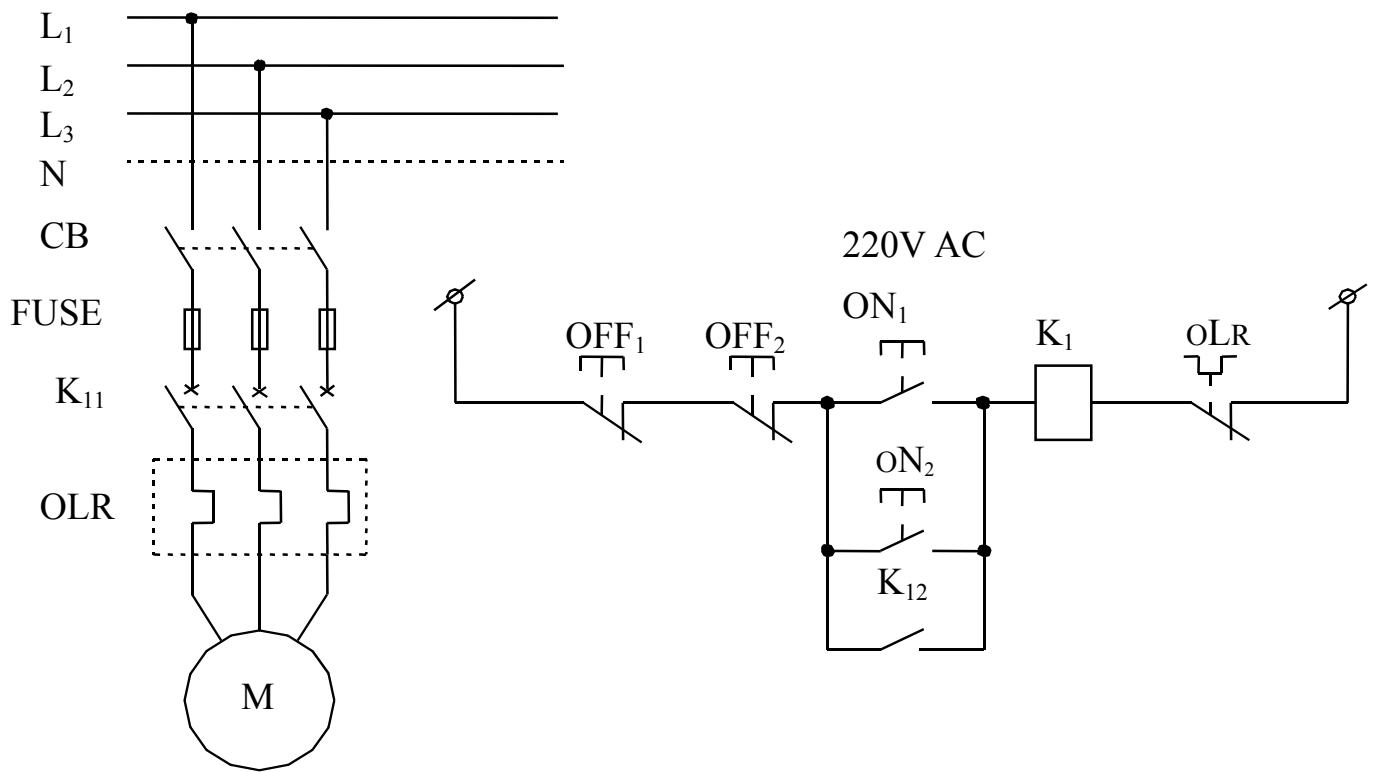 L₁
L₂
L₃
N
CB
FUSE
K₁₁
OLR
M
220V AC
ON₁
OFF₁
OFF₂
K₁
OLR
ON₂
K₁₂